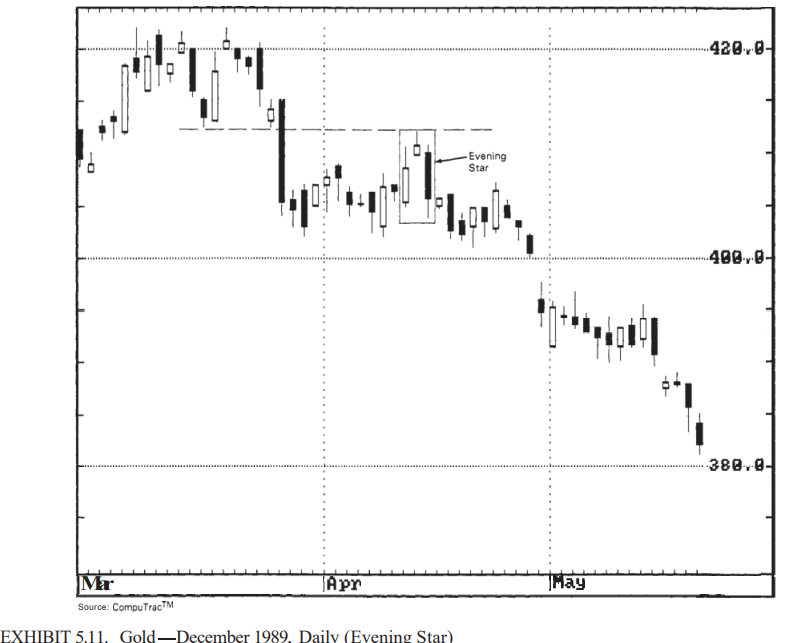 420.0
Evening
Star
400.0
380.0
Mar Apr May
Source: CompuTrac™
EXHIBIT 5.11. Gold—December 1989, Daily (Evening Star)